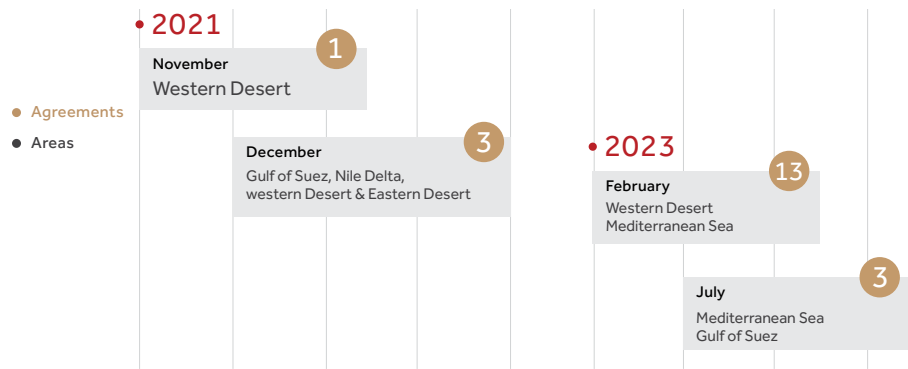 2021
1
November
Western Desert
Agreements
Areas
3
December
Gulf of Suez, Nile Delta,
western Desert & Eastern Desert
2023
13
February
Western Desert
Mediterranean Sea
3
July
Mediterranean Sea
Gulf of Suez